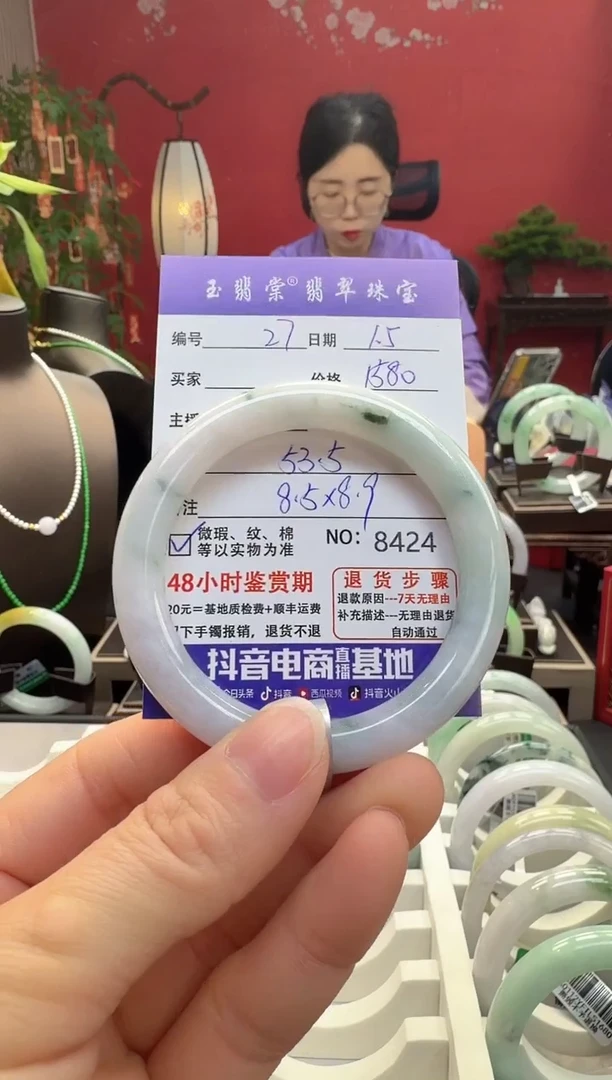 玉翡棠®翡翠珠宝
编号 27 日期 1.5
买家 价格 1580
主播
53.5
8.5×8.9
注
微瑕、纹、棉
等以实物为准
NO: 8424
48小时鉴赏期
20元=基地质检费+顺丰运费
下手镯报销，退货不退
退货步骤
退款原因---7天无理由
补充描述---无理由退货
自动通过
抖音电商直播基地
今日头条 抖音 西瓜视频 抖音火山